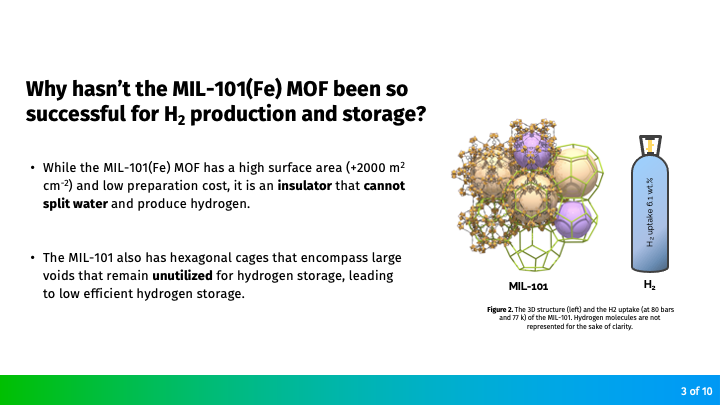 Why hasn't the MIL-101(Fe) MOF been so
successful for H₂ production and storage?
• While the MIL-101(Fe) MOF has a high surface area (+2000 m²
cm⁻²) and low preparation cost, it is an insulator that cannot
split water and produce hydrogen.
• The MIL-101 also has hexagonal cages that encompass large
voids that remain unutilized for hydrogen storage, leading
to low efficient hydrogen storage.
H₂ uptake 6.1 wt.%
MIL-101
H₂
Figure 2. The 3D structure (left) and the H2 uptake (at 80 bars
and 77 k) of the MIL-101. Hydrogen molecules are not
represented for the sake of clarity.
3 of 10